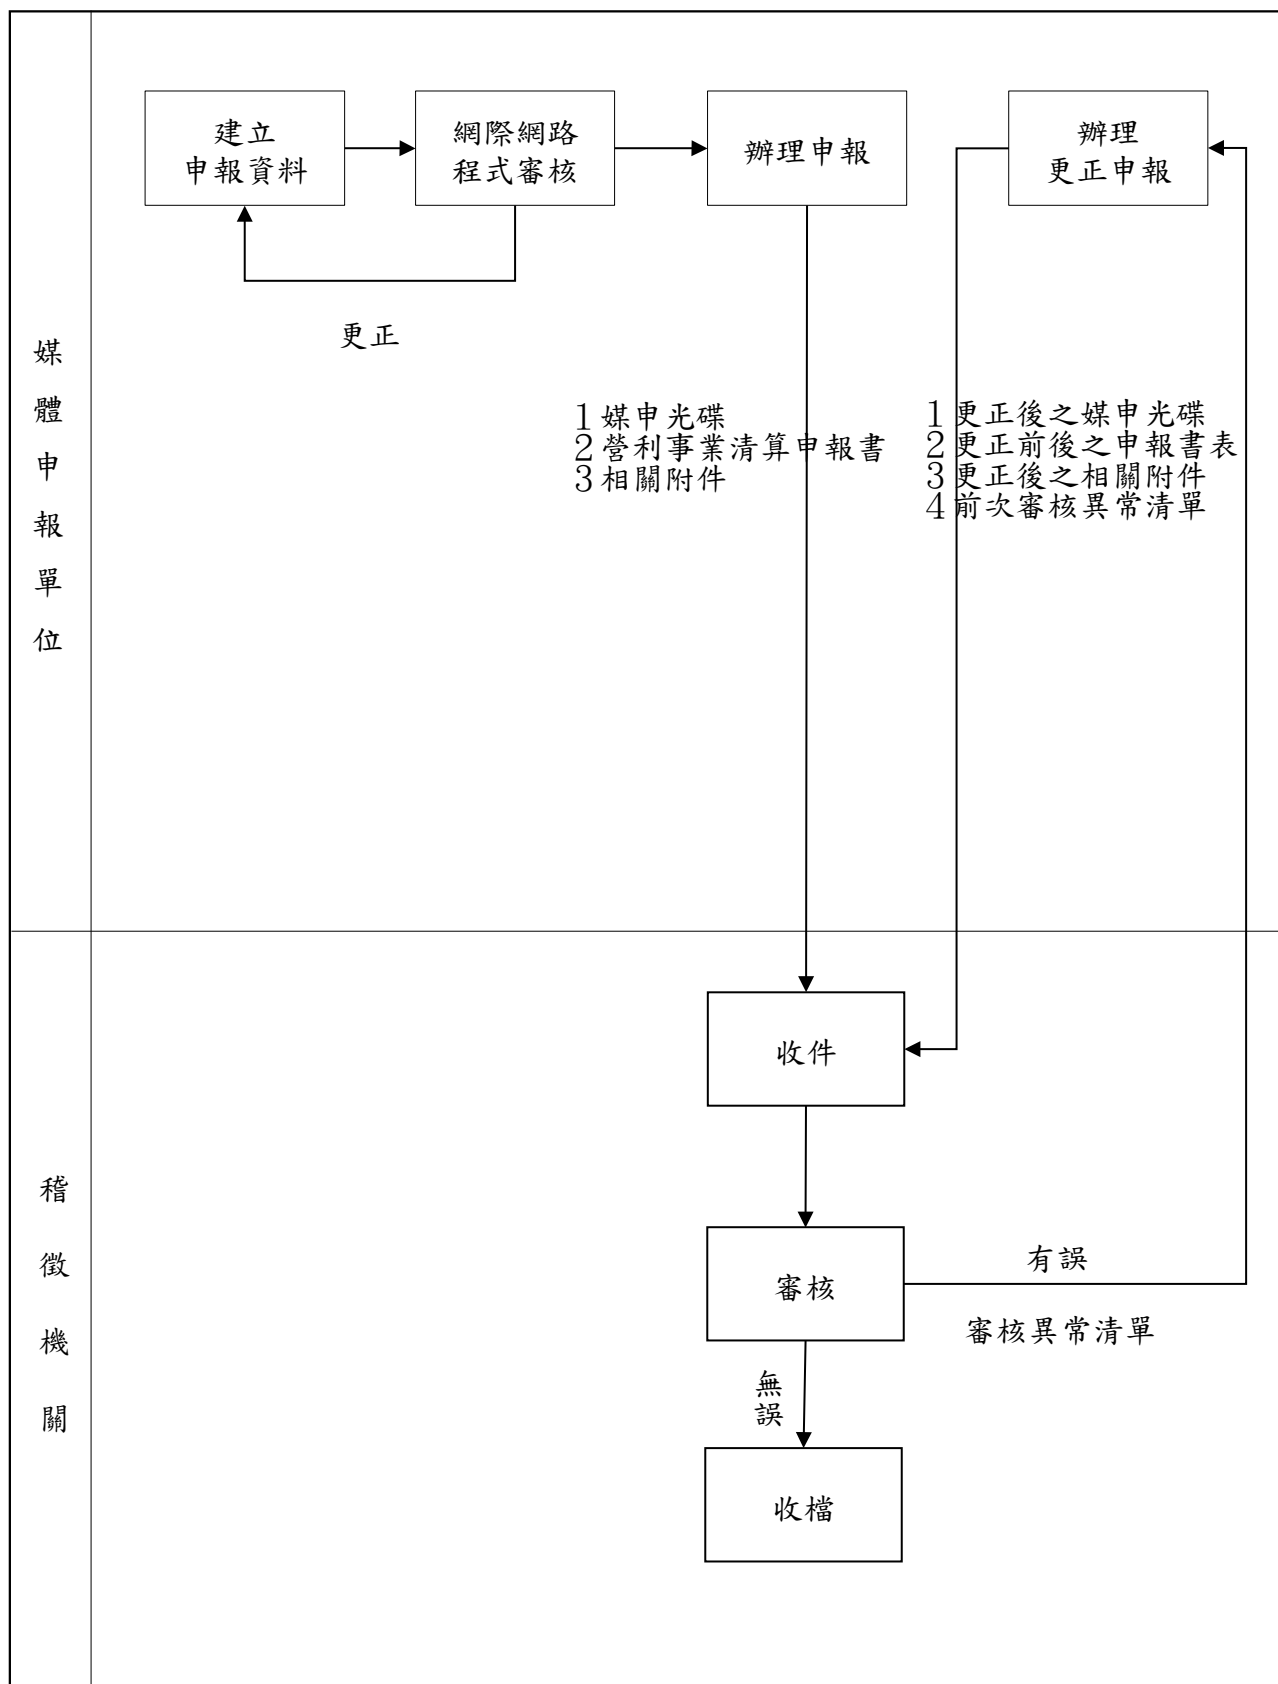 建立
申報資料
網際網路
程式審核
辦理申報
辦理
更正申報
更正
媒體申報單位
1媒申光碟
2營利事業清算申報書
3相關附件
1更正後之媒申光碟
2更正前後之申報書表
3更正後之相關附件
4前次審核異常清單
收件
稽徵機關
審核
有誤
審核異常清單
無誤
收檔